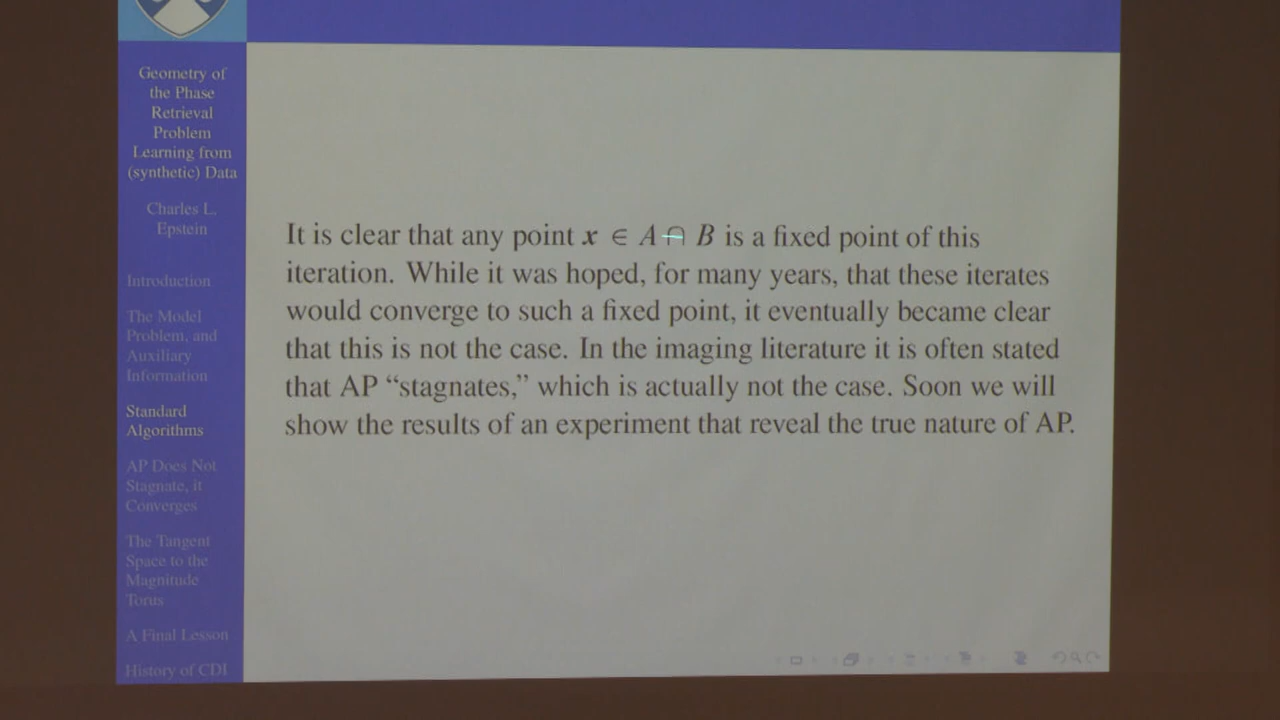 Geometry of
the Phase
Retrieval
Problem
Learning from
(synthetic) Data
Charles L.
Epstein
Introduction
The Model
Problem, and
Auxiliary
Information
Standard
Algorithms
AP Does Not
Stagnate, it
Converges
The Tangent
Space to the
Magnitude
Torus
A Final Lesson
History of CDI
It is clear that any point x ∈ A ∩ B is a fixed point of this
iteration. While it was hoped, for many years, that these iterates
would converge to such a fixed point, it eventually became clear
that this is not the case. In the imaging literature it is often stated
that AP “stagnates,” which is actually not the case. Soon we will
show the results of an experiment that reveal the true nature of AP.